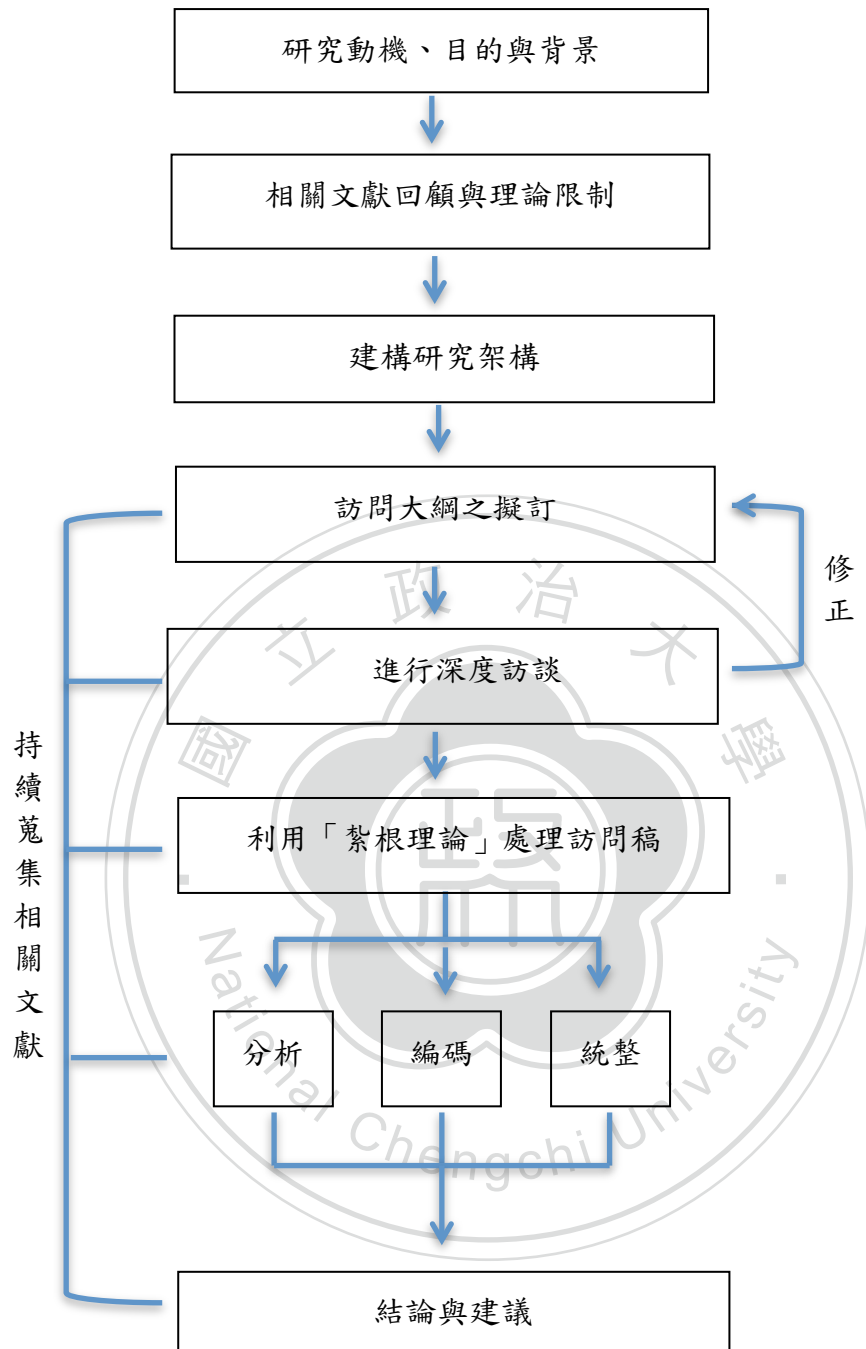 研究動機、目的與背景
相關文獻回顧與理論限制
建構研究架構
訪問大綱之擬訂
修正
進行深度訪談
持續蒐集相關文獻
利用「紮根理論」處理訪問稿
分析
編碼
統整
結論與建議
國立政治大學
政
National Chengchi University